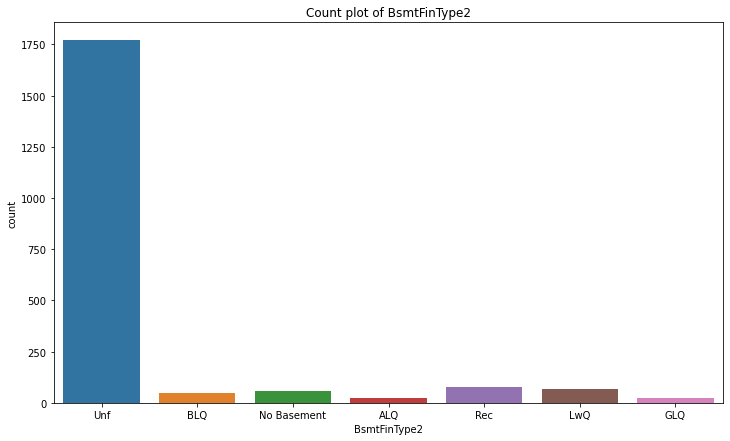 Count plot of BsmtFinType2
1750
1500
1250
1000
750
500
250
0
count
Unf BLQ No Basement ALQ Rec LwQ GLQ
BsmtFinType2